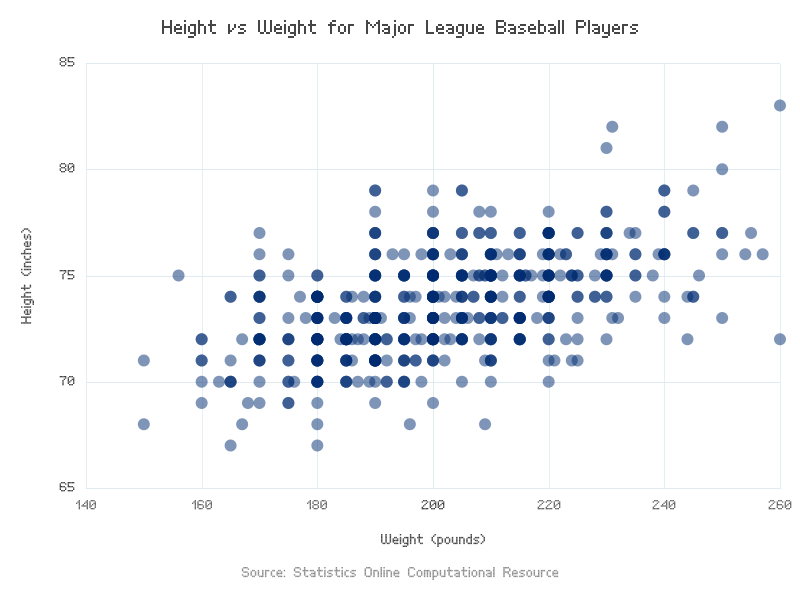 Height vs Weight for Major League Baseball Players
85
80
75
70
65
140 160 180 200 220 240 260
Height (inches)
Weight (pounds)
Source: Statistics Online Computational Resource